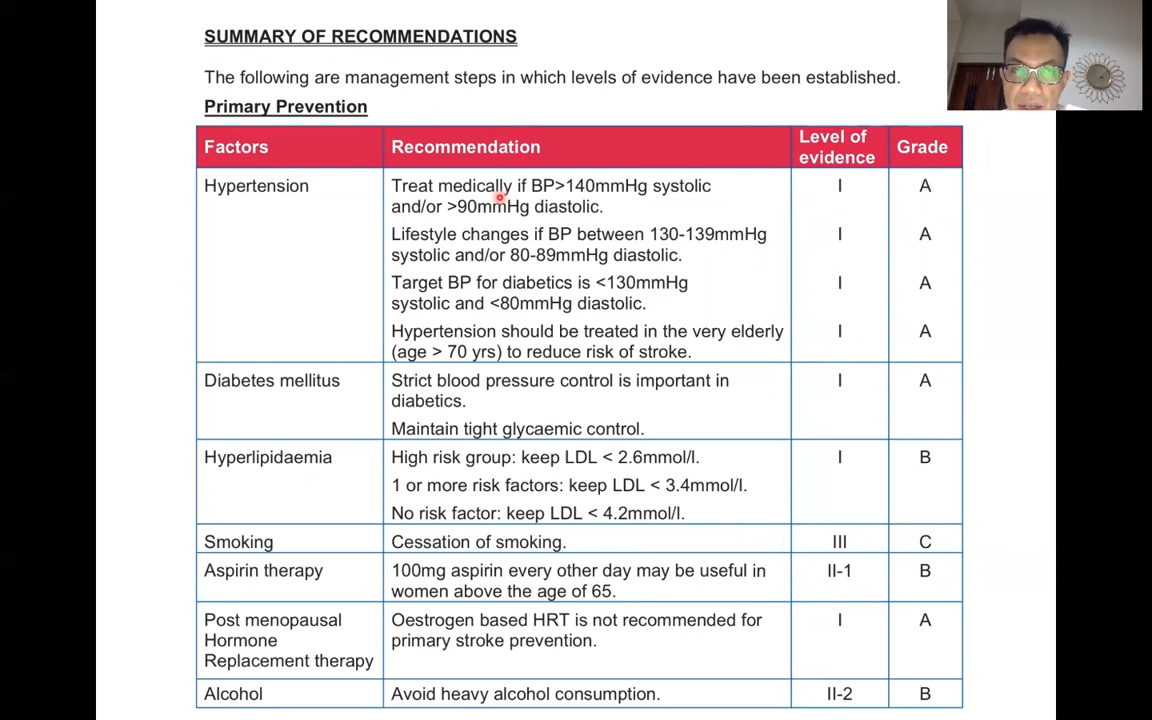 SUMMARY OF RECOMMENDATIONS
The following are management steps in which levels of evidence have been established.
Primary Prevention
Factors
Recommendation
Level of
evidence
Grade
Hypertension
Treat medically if BP>140mmHg systolic
and/or >90mmHg diastolic.
I
A
Lifestyle changes if BP between 130-139mmHg
systolic and/or 80-89mmHg diastolic.
I
A
Target BP for diabetics is <130mmHg
systolic and <80mmHg diastolic.
I
A
Hypertension should be treated in the very elderly
(age > 70 yrs) to reduce risk of stroke.
I
A
Diabetes mellitus
Strict blood pressure control is important in
diabetics.
I
A
Maintain tight glycaemic control.
Hyperlipidaemia
High risk group: keep LDL < 2.6mmol/l.
I
B
1 or more risk factors: keep LDL < 3.4mmol/l.
No risk factor: keep LDL < 4.2mmol/l.
Smoking
Cessation of smoking.
III
C
Aspirin therapy
100mg aspirin every other day may be useful in
women above the age of 65.
II-1
B
Post menopausal
Hormone
Replacement therapy
Oestrogen based HRT is not recommended for
primary stroke prevention.
I
A
Alcohol
Avoid heavy alcohol consumption.
II-2
B